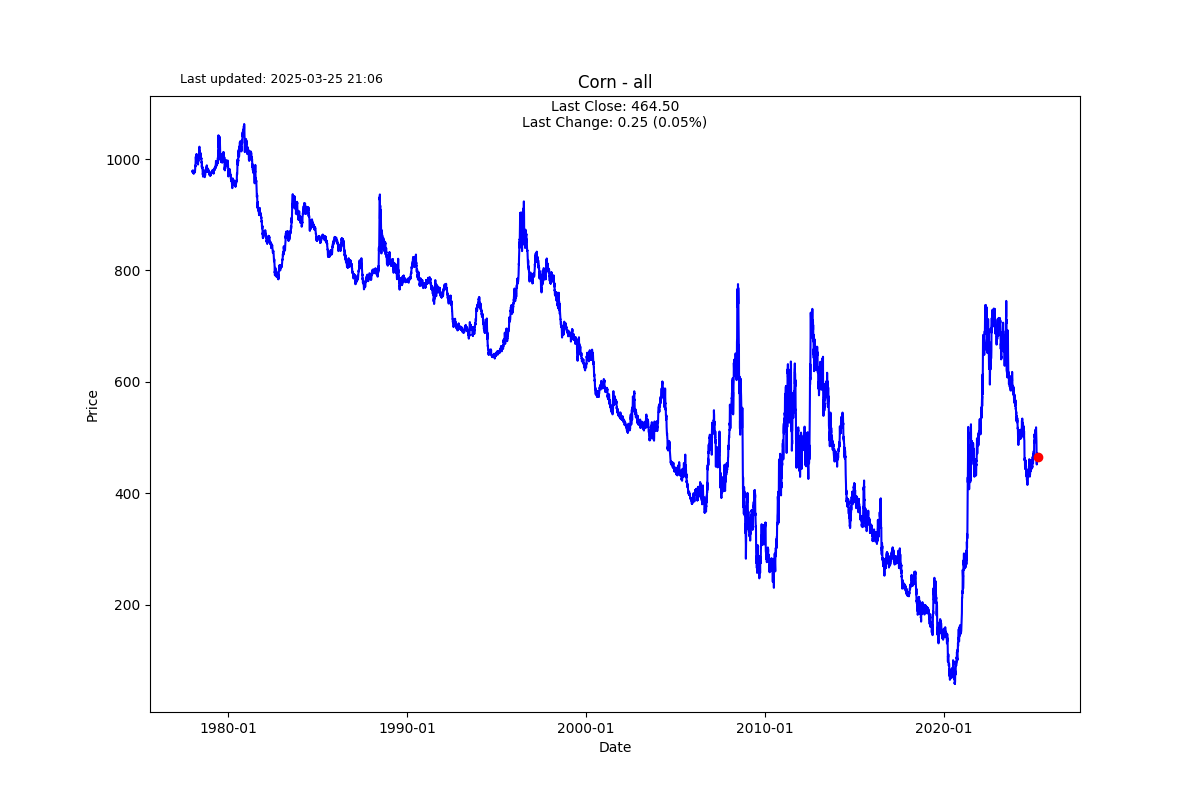 Last updated: 2025-03-25 21:06
Corn - all
Last Close: 464.50
Last Change: 0.25 (0.05%)
1000
800
600
400
200
Price
1980-01
1990-01
2000-01
2010-01
2020-01
Date